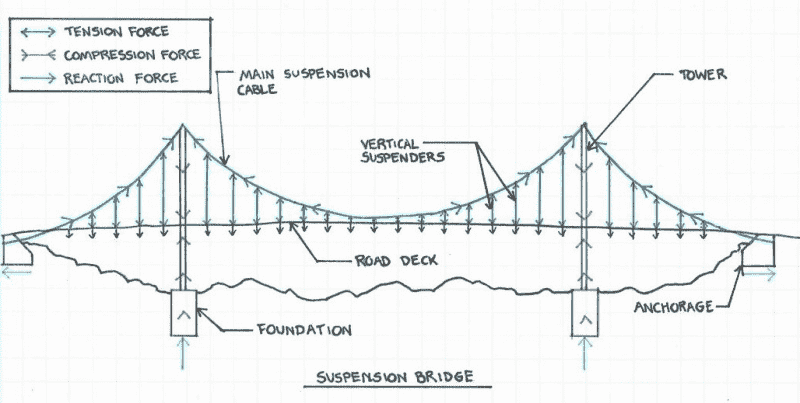 TENSION FORCE
COMPRESSION FORCE
REACTION FORCE
MAIN SUSPENSION
CABLE
TOWER
VERTICAL
SUSPENDERS
ROAD DECK
ANCHORAGE
FOUNDATION
SUSPENSION BRIDGE